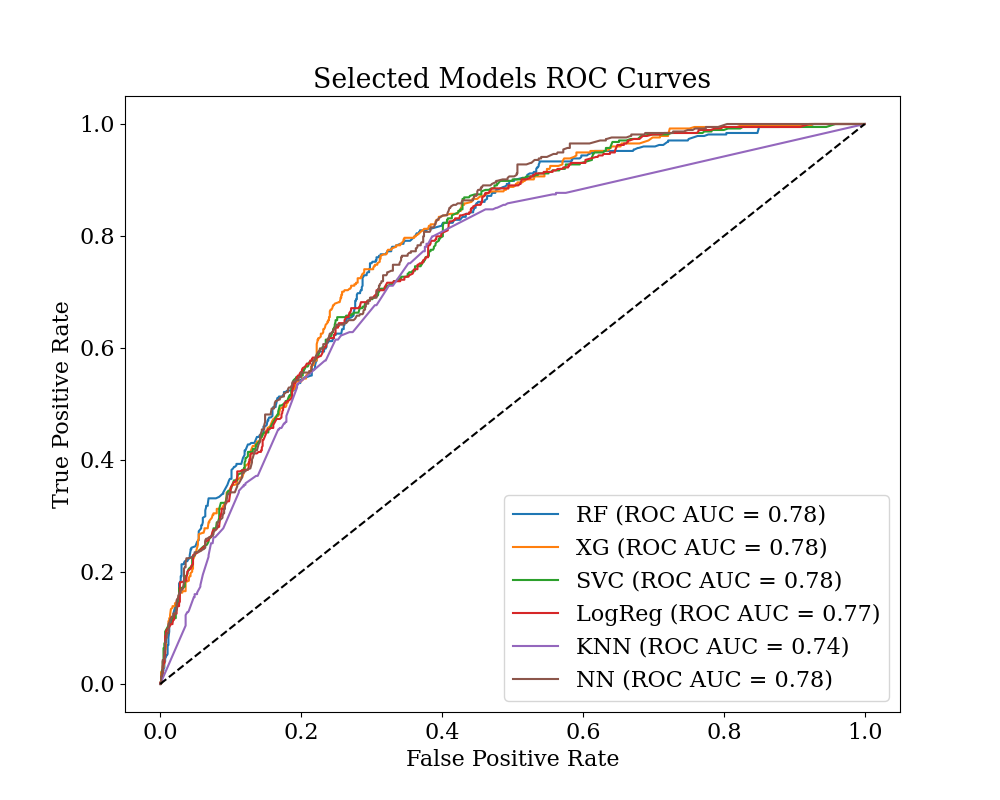 Selected Models ROC Curves
1.0
0.8
0.6
0.4
0.2
0.0
True Positive Rate
0.0 0.2 0.4 0.6 0.8 1.0
False Positive Rate
RF (ROC AUC = 0.78)
XG (ROC AUC = 0.78)
SVC (ROC AUC = 0.78)
LogReg (ROC AUC = 0.77)
KNN (ROC AUC = 0.74)
NN (ROC AUC = 0.78)